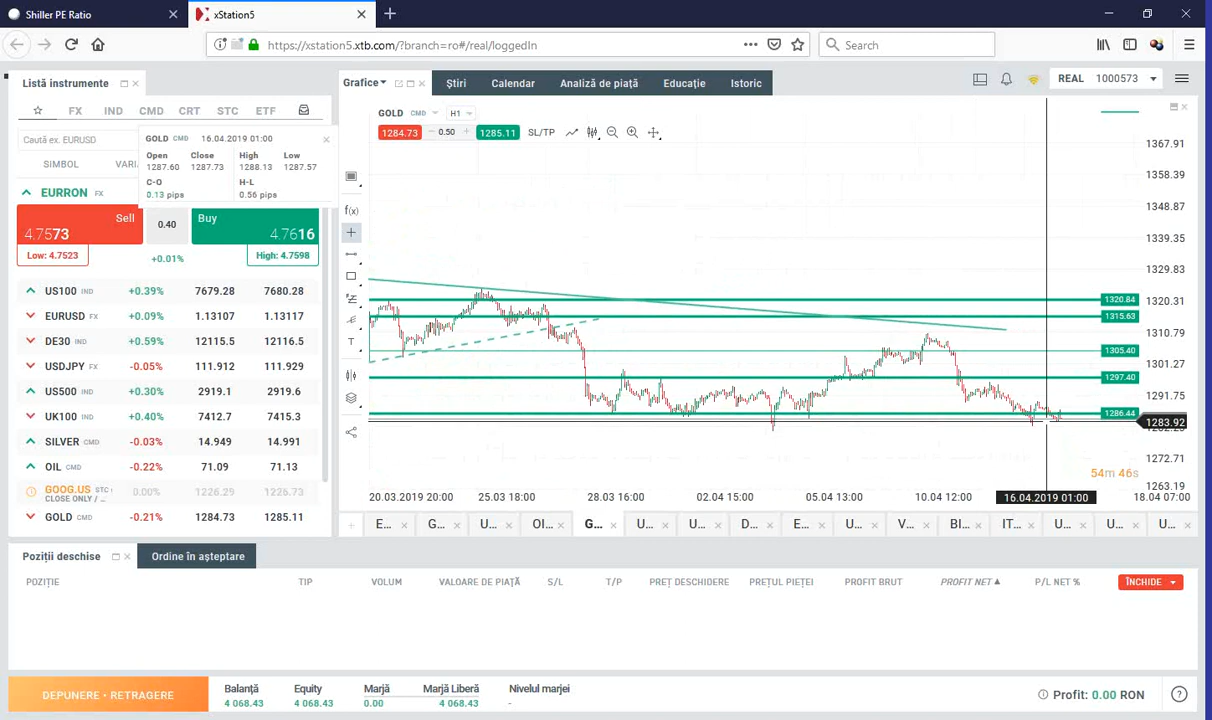 Shiller PE Ratio
xStation5
https://xstation5.xtb.com/?branch=ro#/real/loggedIn
Search
Listă instrumente
Grafice
Știri
Calendar
Analiză de piață
Educație
Istoric
REAL 1000573
FX IND CMD CRT STC ETF
Caută ex. EURUSD
SIMBOL
VARI
GOLD CMD 16.04.2019 01:00
Open Close High Low
1287.60 1287.73 1288.13 1287.57
C-O H-L
0.13 pips 0.56 pips
EURRON FX
Sell
4.7573
0.40
Buy
4.7616
Low: 4.7523
+0.01%
High: 4.7598
US100 IND +0.39% 7679.28 7680.28
EURUSD FX +0.09% 1.13107 1.13117
DE30 IND +0.59% 12115.5 12116.5
USDJPY FX -0.05% 111.912 111.929
US500 IND +0.30% 2919.1 2919.6
UK100 IND +0.40% 7412.7 7415.3
SILVER CMD -0.03% 14.949 14.991
OIL CMD -0.22% 71.09 71.13
GOOG.US STC 0.00% 1226.29 1226.73
CLOSE ONLY / ...
GOLD CMD -0.21% 1284.73 1285.11
GOLD CMD H1
1284.73 0.50 1285.11 SL/TP
f(x)
T
1367.91
1358.39
1348.87
1339.35
1329.83
1320.84
1320.31
1315.63
1310.79
1305.40
1301.27
1297.40
1291.75
1286.44
1283.92
1272.71
54m 46s
1263.19
20.03.2019 20:00 25.03 18:00 28.03 16:00 02.04 15:00 05.04 13:00 10.04 12:00 16.04.2019 01:00 18.04 07:00
E... G... U... OI... G... U... U... D... E... U... V... BI... IT... U... U... U...
Poziții deschise
Ordine în așteptare
POZIȚIE TIP VOLUM VALOARE DE PIAȚĂ S/L T/P PREȚ DESCHIDERE PREȚUL PIEȚEI PROFIT BRUT PROFIT NET P/L NET % ÎNCHIDE
DEPUNERE • RETRAGERE
Balanță Equity Marjă Marjă Liberă Nivelul marjei
4 068.43 4 068.43 0.00 4 068.43 -
Profit: 0.00 RON